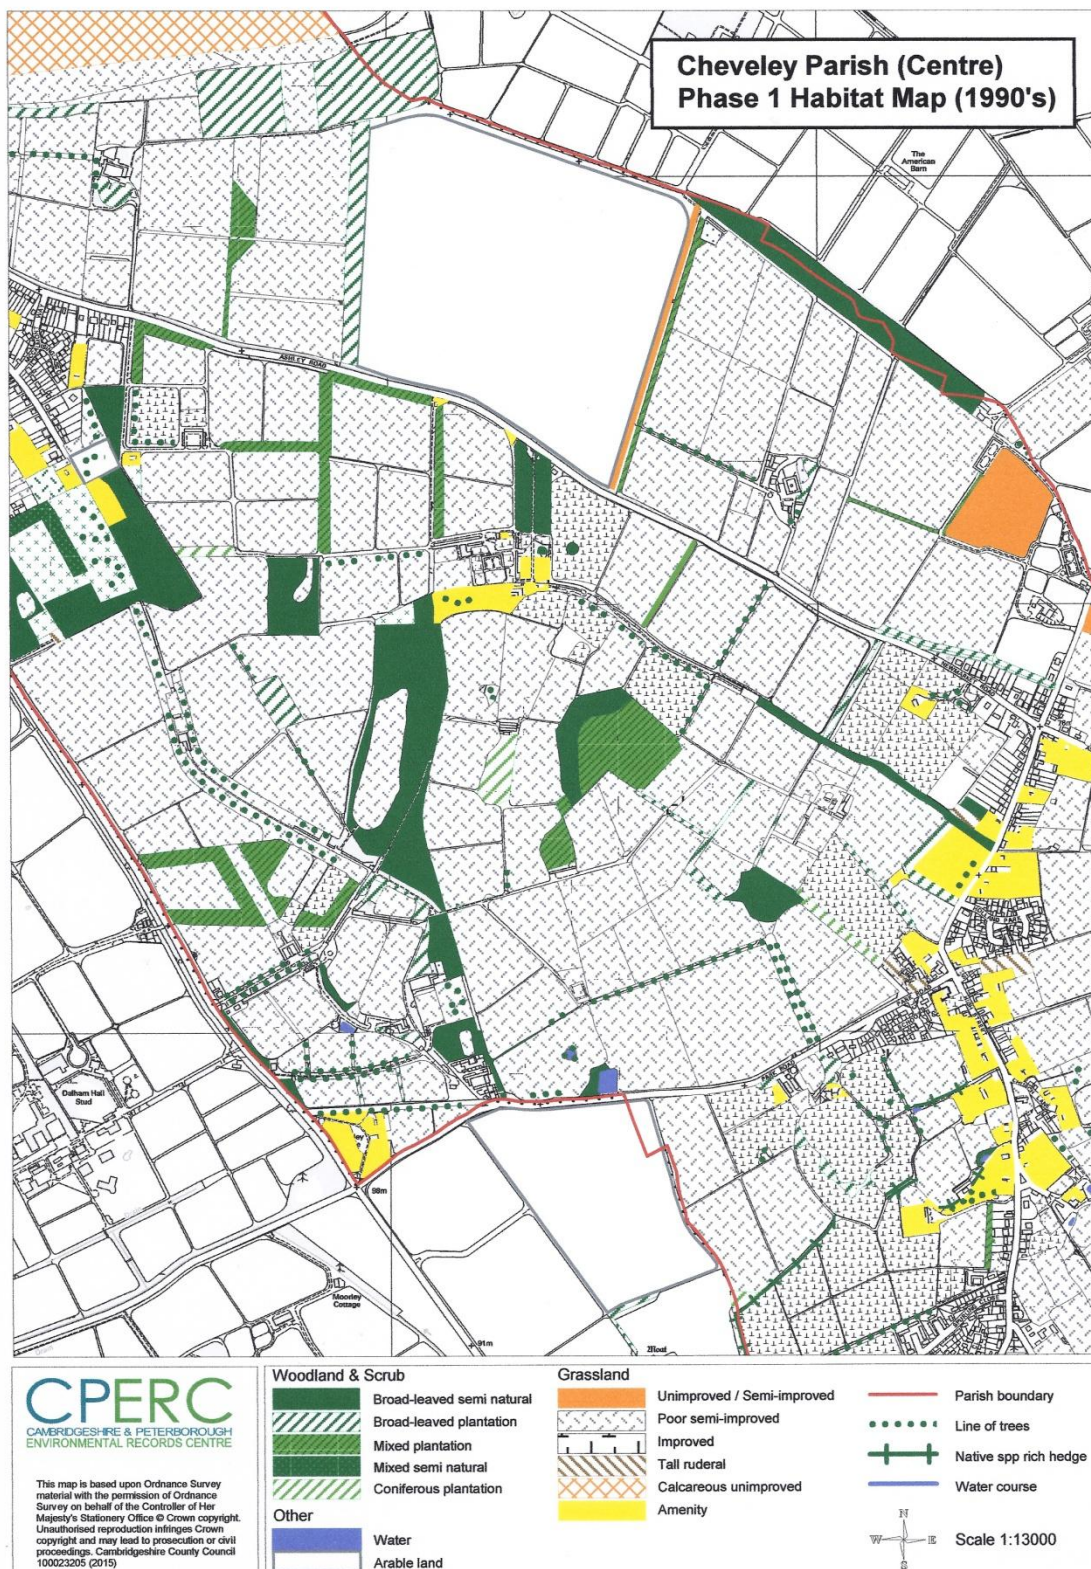 Cheveley Parish (Centre)
Phase 1 Habitat Map (1990's)
The
American
Barn
ASHLEY ROAD
NEWMARKET ROAD
PARK ROAD
Dalham Hall
Stud
98m
Moorley
Cottage
91m
CPERC
CAMBRIDGESHIRE & PETERBOROUGH
ENVIRONMENTAL RECORDS CENTRE
This map is based upon Ordnance Survey
material with the permission of Ordnance
Survey on behalf of the Controller of Her
Majesty's Stationery Office © Crown copyright.
Unauthorised reproduction infringes Crown
copyright and may lead to prosecution or civil
proceedings. Cambridgeshire County Council
100023205 (2015)
Woodland & Scrub
Broad-leaved semi natural
Broad-leaved plantation
Mixed plantation
Mixed semi natural
Coniferous plantation
Other
Water
Arable land
Grassland
Unimproved / Semi-improved
Poor semi-improved
Improved
Tall ruderal
Calcareous unimproved
Amenity
Parish boundary
Line of trees
Native spp rich hedge
Water course
N
W E
S
Scale 1:13000